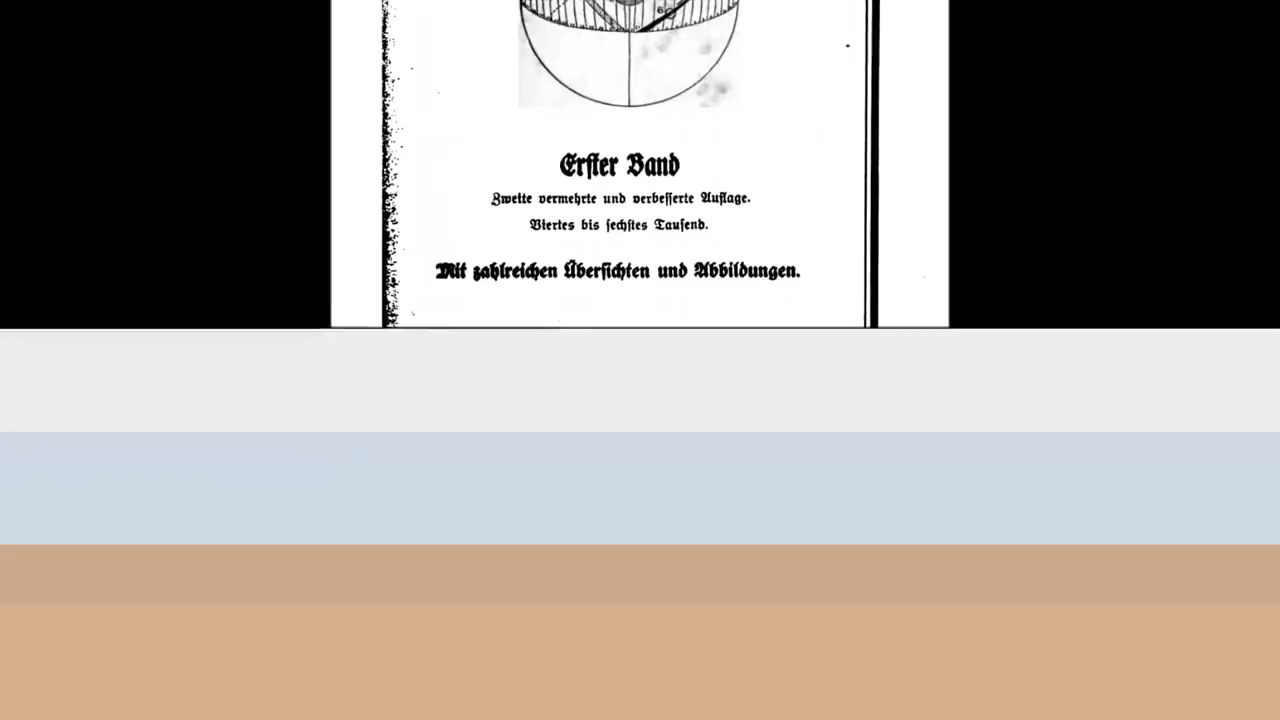 Erster Band
Zweite vermehrte und verbesserte Auflage.
Viertes bis sechstes Tausend.
Mit zahlreichen Übersichten und Abbildungen.